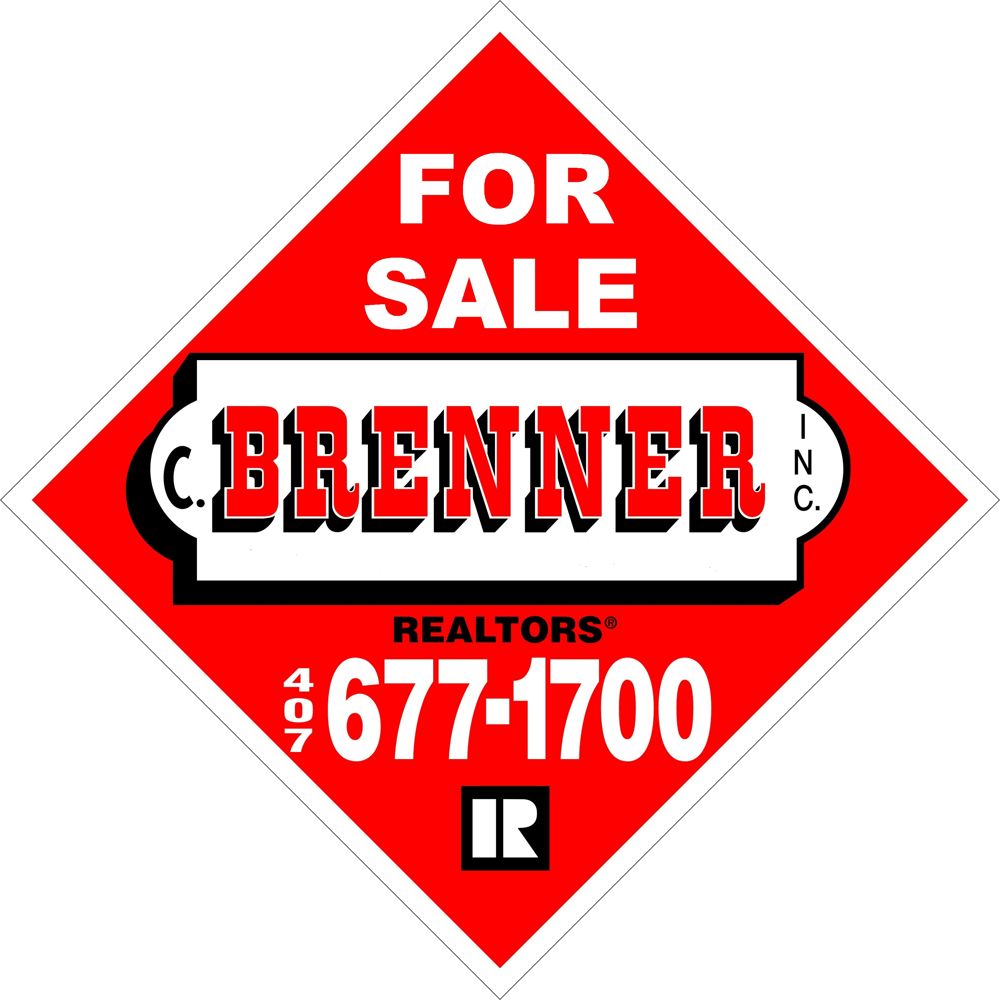 FOR
SALE
C. BRENNER INC.
REALTORS®
407 677-1700
R